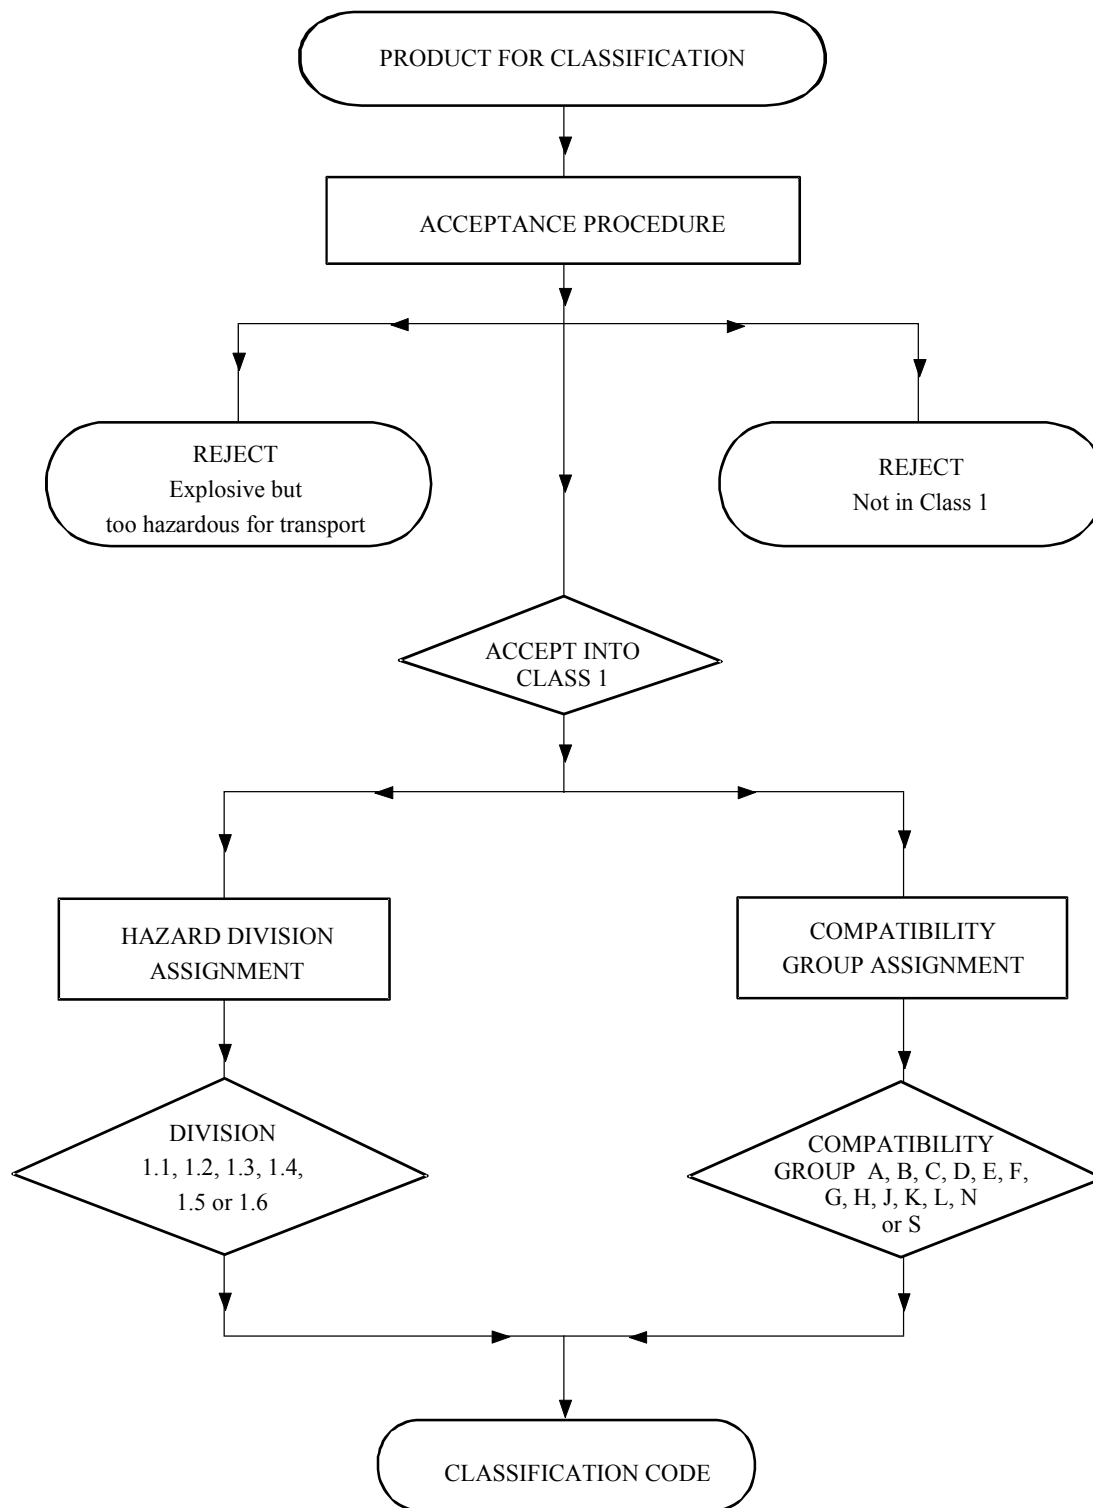 PRODUCT FOR CLASSIFICATION
ACCEPTANCE PROCEDURE
REJECT
Explosive but
too hazardous for transport
REJECT
Not in Class 1
ACCEPT INTO
CLASS 1
HAZARD DIVISION
ASSIGNMENT
COMPATIBILITY
GROUP ASSIGNMENT
DIVISION
1.1, 1.2, 1.3, 1.4,
1.5 or 1.6
COMPATIBILITY
GROUP A, B, C, D, E, F,
G, H, J, K, L, N
or S
CLASSIFICATION CODE